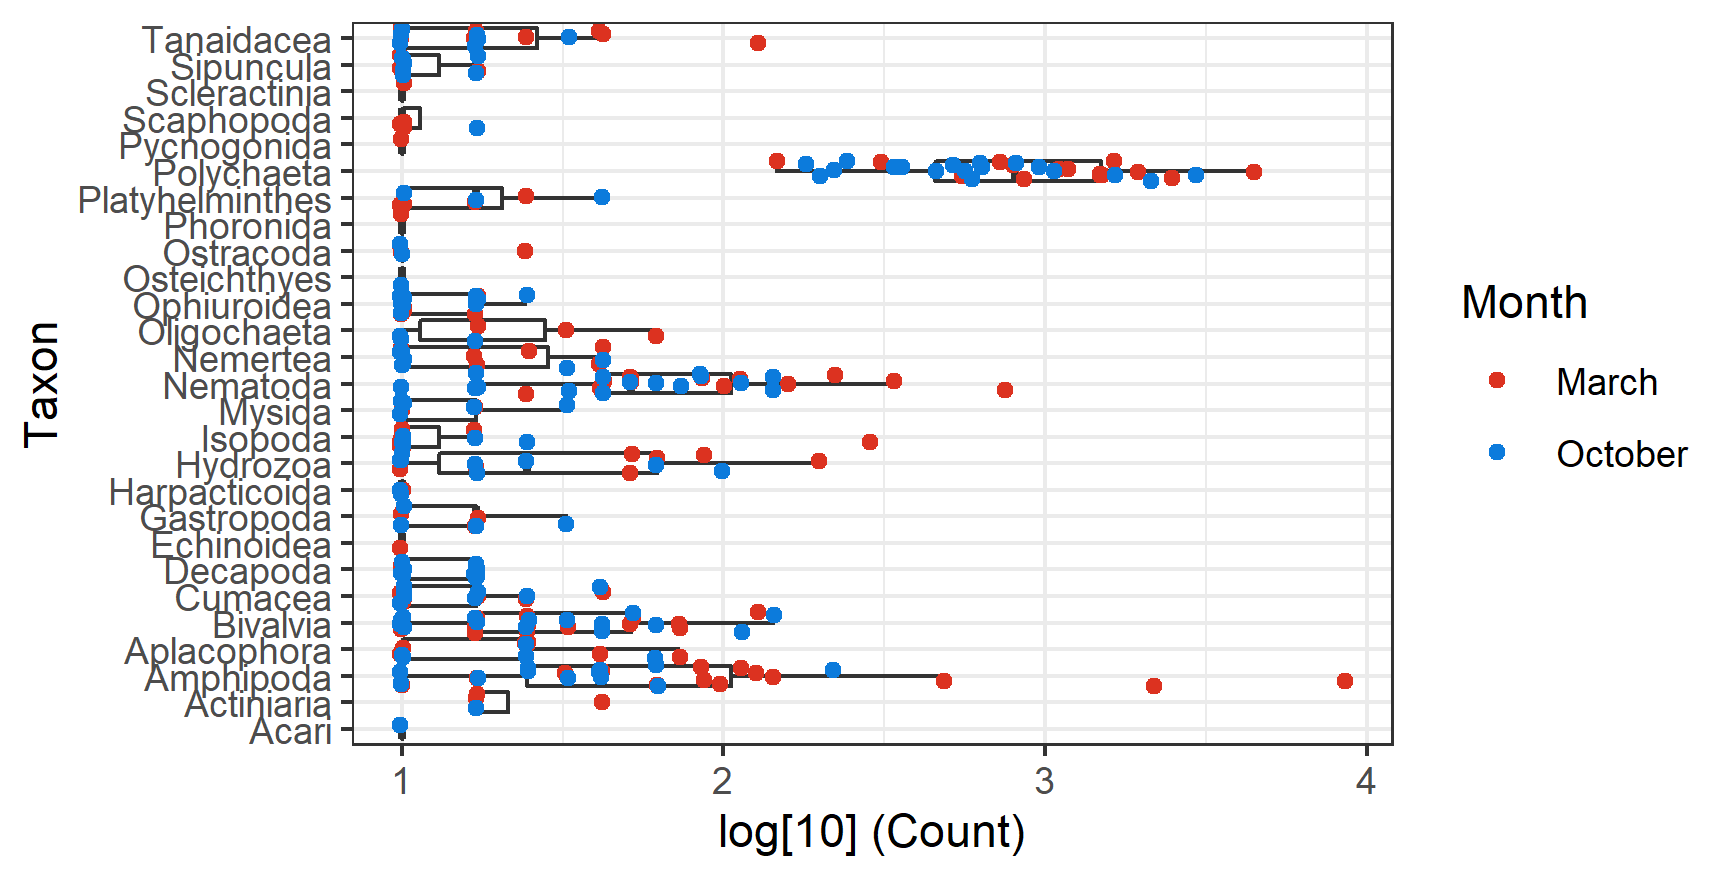 Tanaidacea
Sipuncula
Scleractinia
Scaphopoda
Pycnogonida
Polychaeta
Platyhelminthes
Phoronida
Ostracoda
Osteichthyes
Ophiuroidea
Oligochaeta
Nemertea
Nematoda
Mysida
Isopoda
Hydrozoa
Harpacticoida
Gastropoda
Echinoidea
Decapoda
Cumacea
Bivalvia
Aplacophora
Amphipoda
Actiniaria
Acari
Taxon
1 2 3 4
log[10] (Count)
Month
March
October